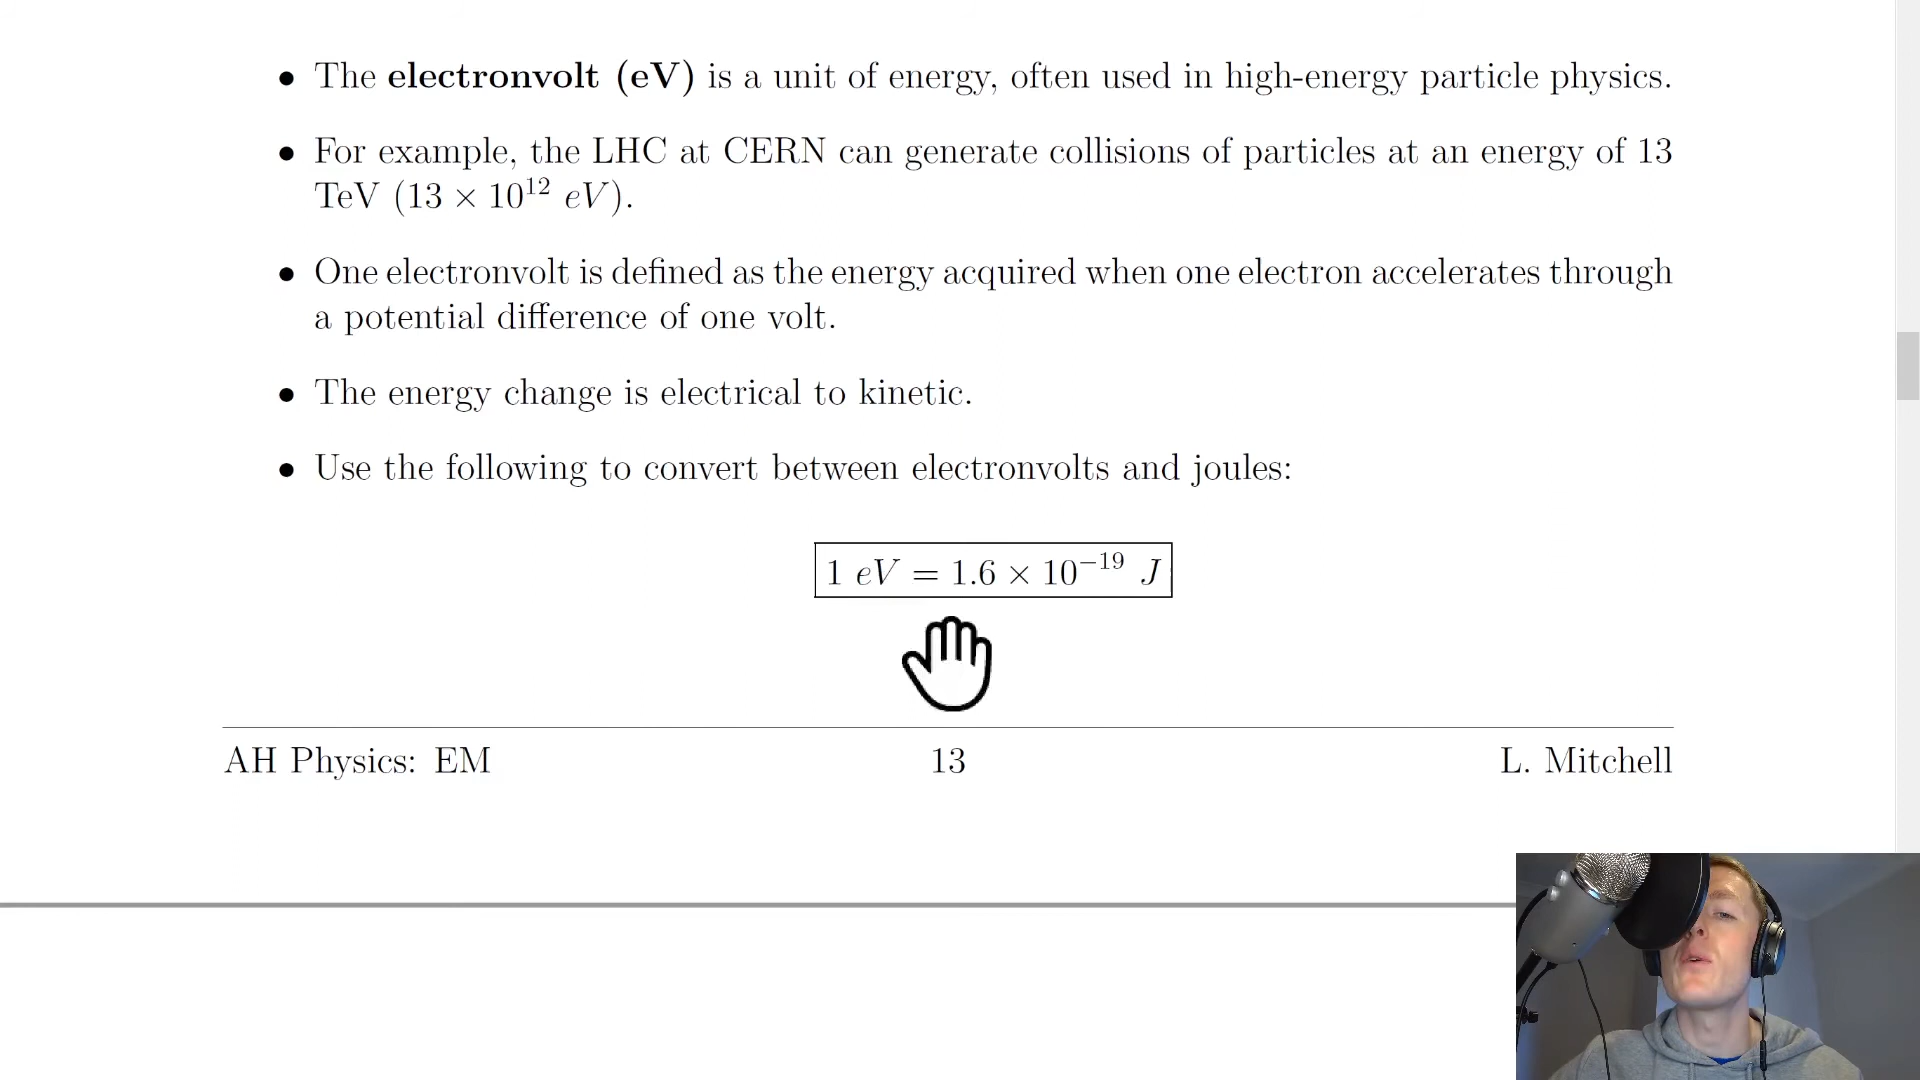 • The electronvolt (eV) is a unit of energy, often used in high-energy particle physics.
• For example, the LHC at CERN can generate collisions of particles at an energy of 13
TeV (13 × 10¹² eV).
• One electronvolt is defined as the energy acquired when one electron accelerates through
a potential difference of one volt.
• The energy change is electrical to kinetic.
• Use the following to convert between electronvolts and joules:
1 eV = 1.6 × 10⁻¹⁹ J
AH Physics: EM 13 L. Mitchell